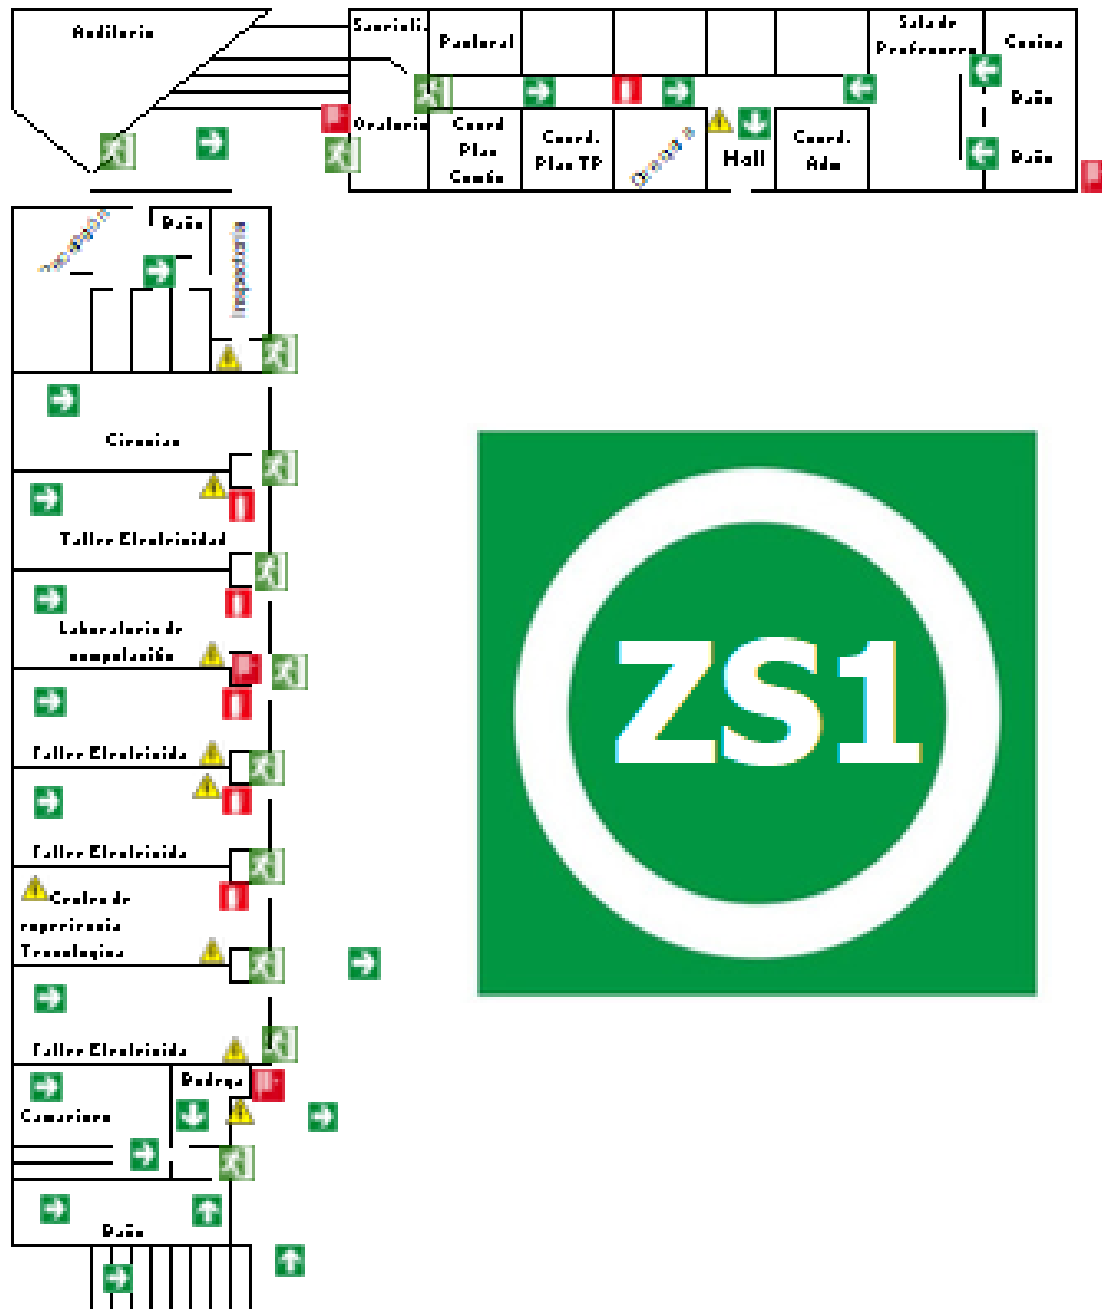 Auditorio
Pastoral
Sala de
Profesores
Cocina
Baño
Baño
Oratorio
Coord
Plan
Común
Coord.
Plan TP
Hall
Coord.
Adm
Baño
Inspectoria
Ciencias
Taller Electricidad
Laboratorio de
computación
Taller Electricida
Taller Electricida
Centro de
experiencia
Tecnologica
Taller Electricida
Bodega
Camarines
Baño
ZS1